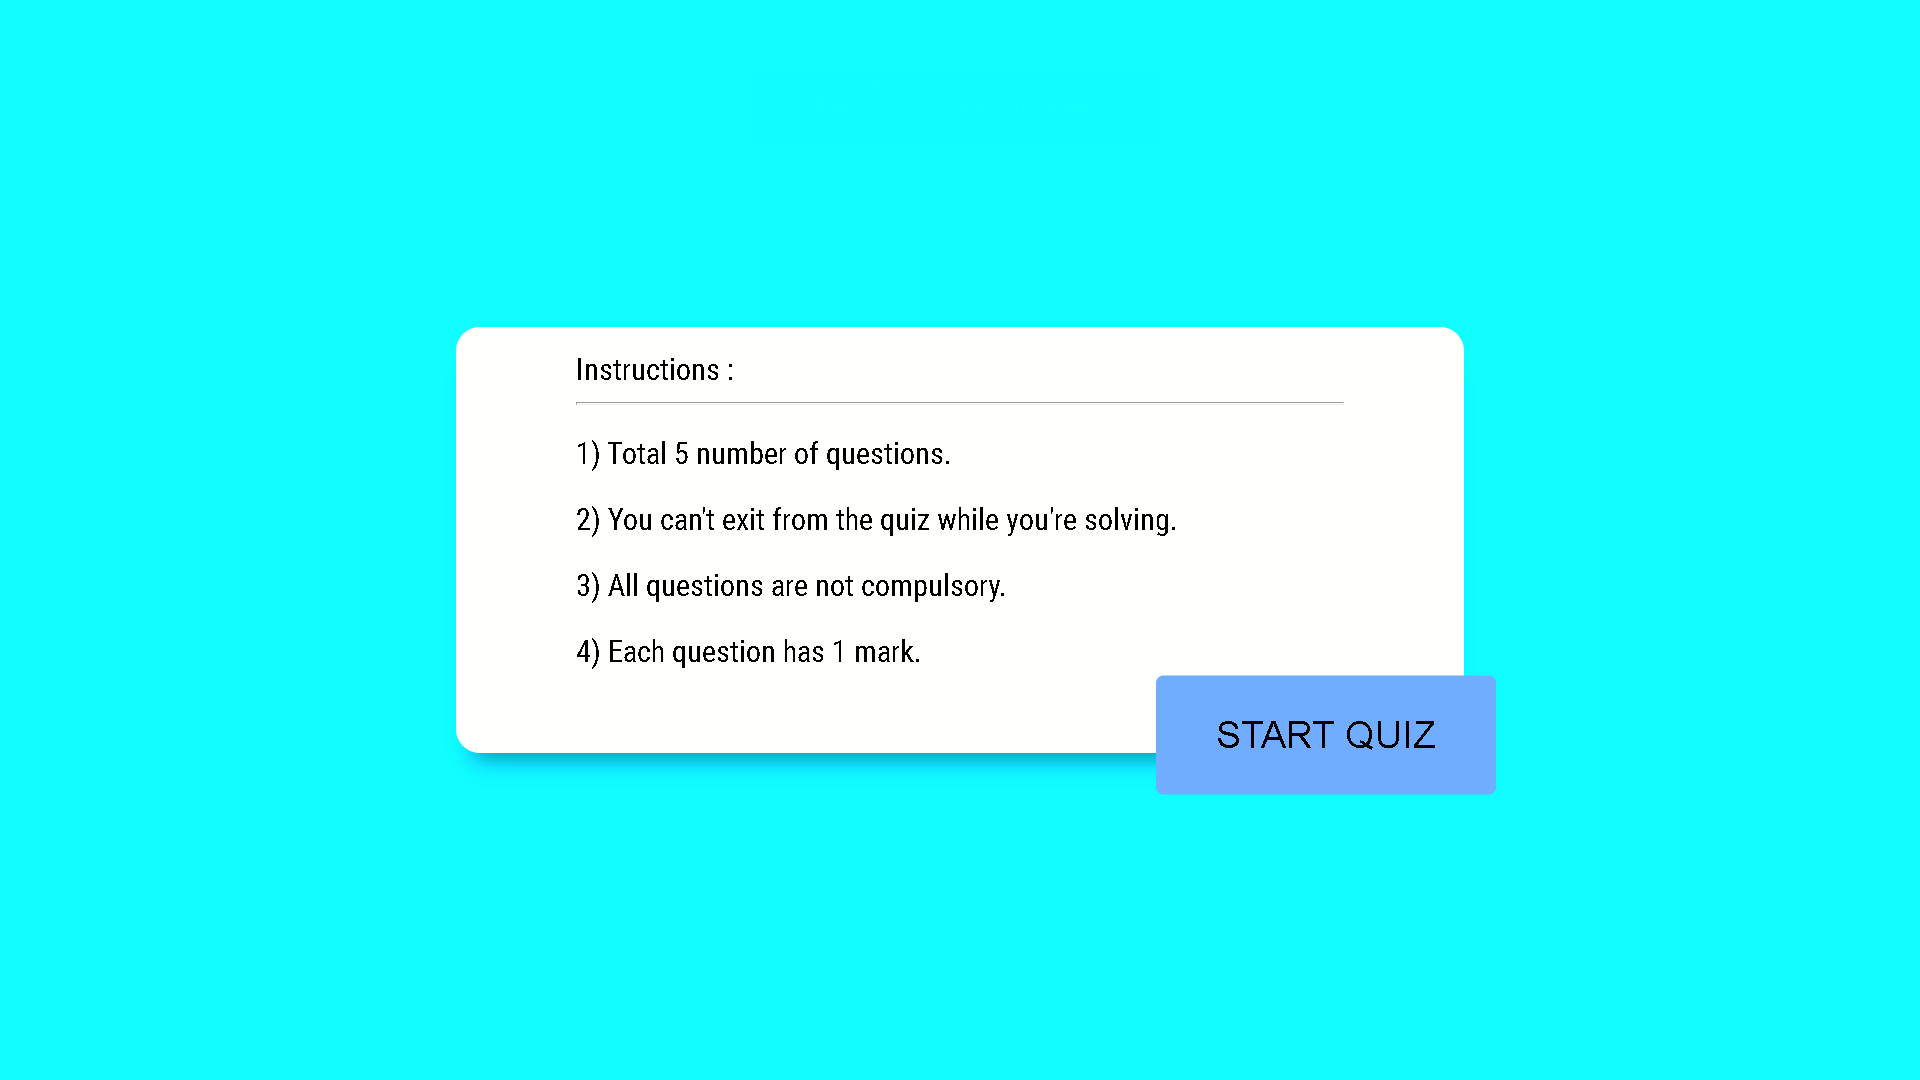 Instructions :
1) Total 5 number of questions.
2) You can't exit from the quiz while you're solving.
3) All questions are not compulsory.
4) Each question has 1 mark.
START QUIZ